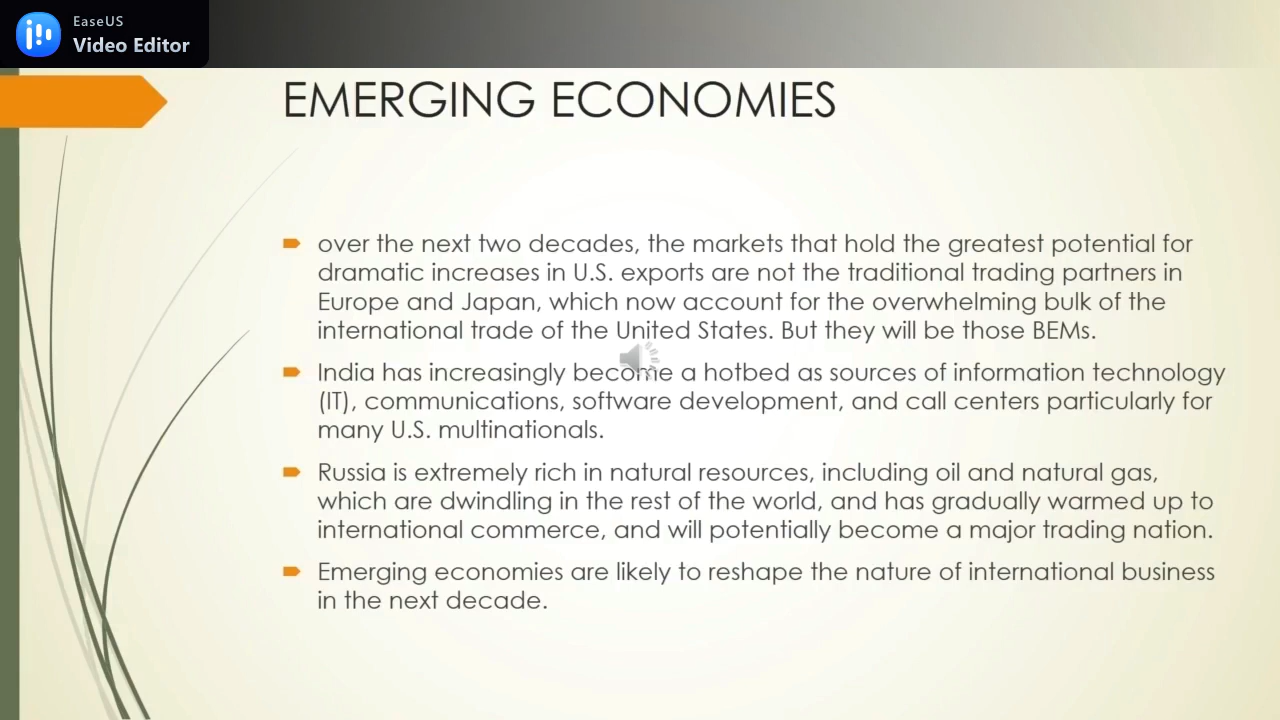 EaseUS
Video Editor
EMERGING ECONOMIES
over the next two decades, the markets that hold the greatest potential for
dramatic increases in U.S. exports are not the traditional trading partners in
Europe and Japan, which now account for the overwhelming bulk of the
international trade of the United States. But they will be those BEMs.
India has increasingly become a hotbed as sources of information technology
(IT), communications, software development, and call centers particularly for
many U.S. multinationals.
Russia is extremely rich in natural resources, including oil and natural gas,
which are dwindling in the rest of the world, and has gradually warmed up to
international commerce, and will potentially become a major trading nation.
Emerging economies are likely to reshape the nature of international business
in the next decade.